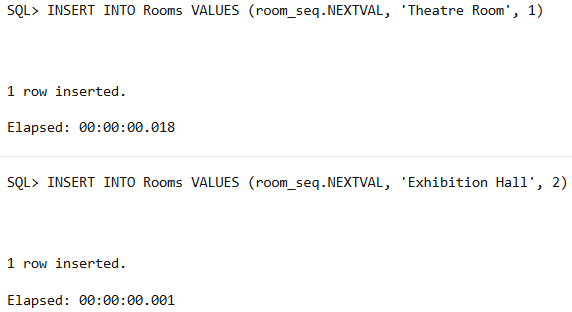 SQL> INSERT INTO Rooms VALUES (room_seq.NEXTVAL, 'Theatre Room', 1)
1 row inserted.
Elapsed: 00:00:00.018
SQL> INSERT INTO Rooms VALUES (room_seq.NEXTVAL, 'Exhibition Hall', 2)
1 row inserted.
Elapsed: 00:00:00.001